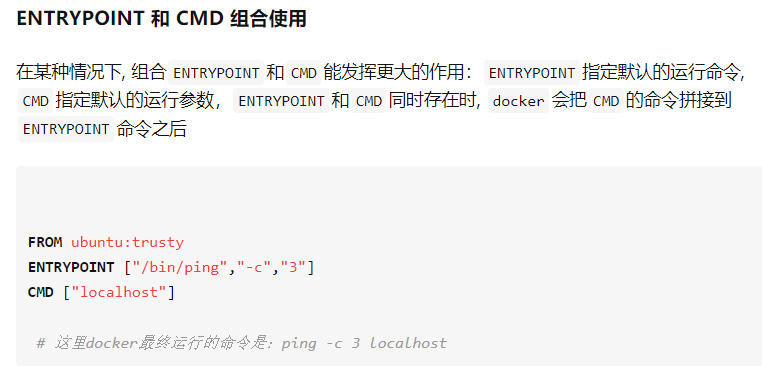 ENTRYPOINT 和 CMD 组合使用
在某种情况下, 组合 ENTRYPOINT 和 CMD 能发挥更大的作用： ENTRYPOINT 指定默认的运行命令,
CMD 指定默认的运行参数， ENTRYPOINT 和 CMD 同时存在时, docker 会把 CMD 的命令拼接到
ENTRYPOINT 命令之后
FROM ubuntu:trusty
ENTRYPOINT ["/bin/ping","-c","3"]
CMD ["localhost"]
# 这里docker最终运行的命令是：ping -c 3 localhost